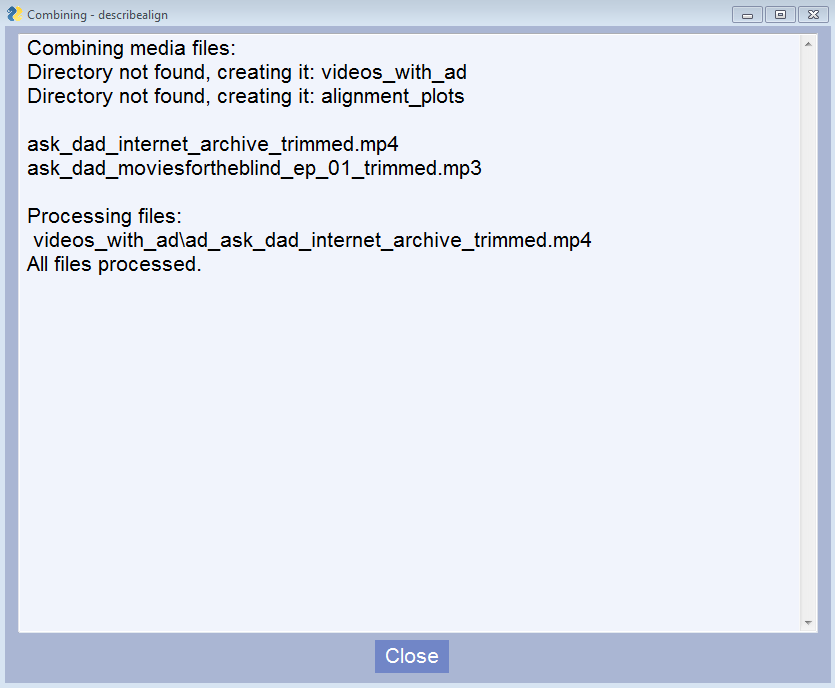 Combining - describealign
Combining media files:
Directory not found, creating it: videos_with_ad
Directory not found, creating it: alignment_plots
ask_dad_internet_archive_trimmed.mp4
ask_dad_moviesfortheblind_ep_01_trimmed.mp3
Processing files:
videos_with_ad\ad_ask_dad_internet_archive_trimmed.mp4
All files processed.
Close